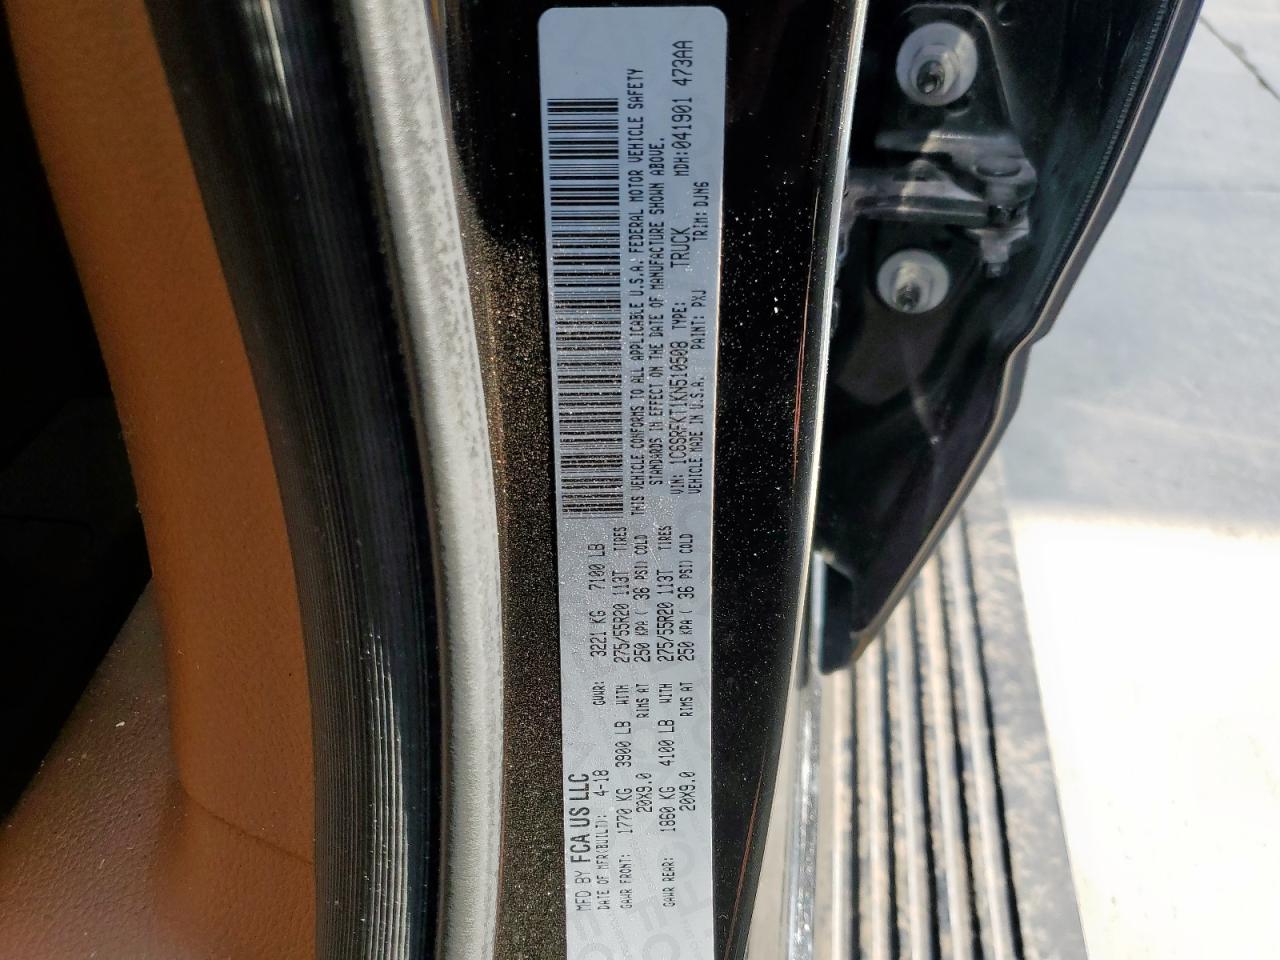 MFD BY FCA US LLC
DATE OF MFR(BUILT): 4-18 GVWR: 3221 KG 7100 LB
GAWR FRONT: 1770 KG 3900 LB WITH 275/55R20 113T TIRES
20X9.0 RIMS AT 250 KPA ( 36 PSI) COLD
GAWR REAR: 1860 KG 4100 LB WITH 275/55R20 113T TIRES
20X9.0 RIMS AT 250 KPA ( 36 PSI) COLD
THIS VEHICLE CONFORMS TO ALL APPLICABLE U.S.A. FEDERAL MOTOR VEHICLE SAFETY
STANDARDS IN EFFECT ON THE DATE OF MANUFACTURE SHOWN ABOVE.
VIN: 1C6SRFKT1KN510508 TYPE: TRUCK MDH:041901 473AA
VEHICLE MADE IN U.S.A. PAINT: PXJ TRIM: DJN6